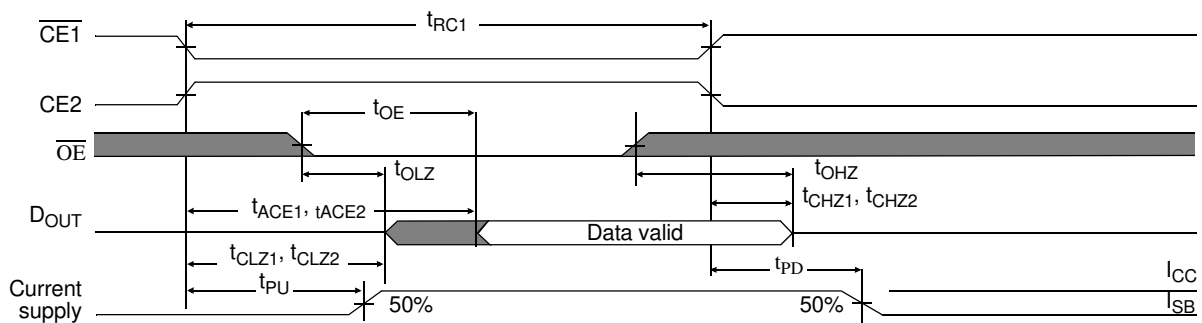 tRC1
CE1
CE2
tOE
OE
tOLZ
tOHZ
tCHZ1, tCHZ2
DOUT
tACE1, tACE2
Data valid
tCLZ1, tCLZ2
tPD
ICC
Current
supply
tPU
50%
50%
ISB